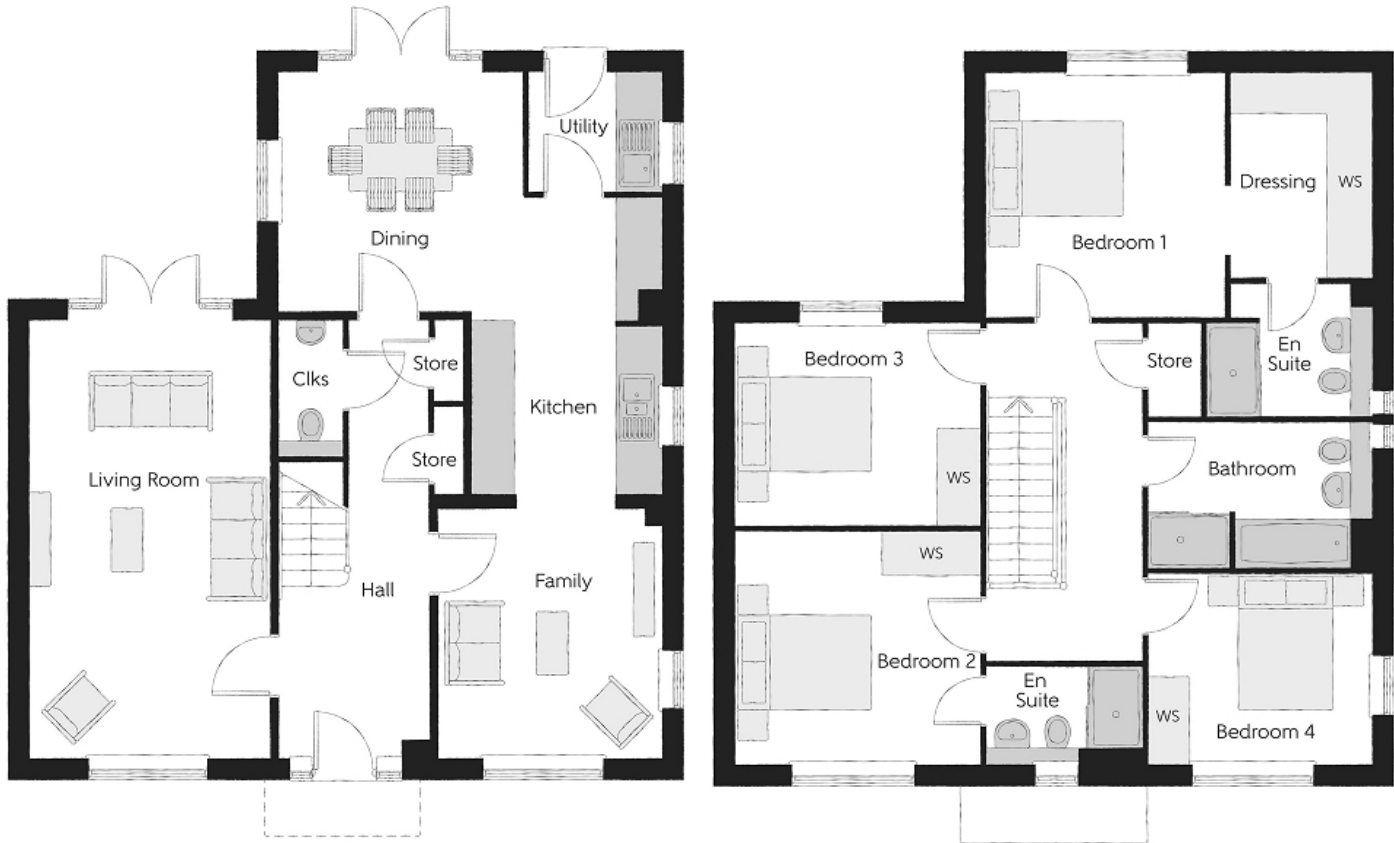 Utility
Dining
Clks
Store
Kitchen
Store
Living Room
Family
Hall
Dressing
WS
Bedroom 1
Bedroom 3
Store
En
Suite
WS
Bathroom
WS
Bedroom 2
En
Suite
WS
Bedroom 4